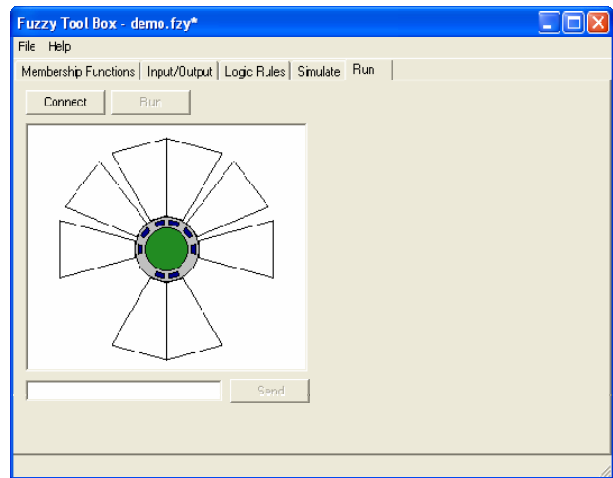 Fuzzy Tool Box - demo.fzy*
File Help
Membership Functions Input/Output Logic Rules Simulate Run
Connect Run
Send